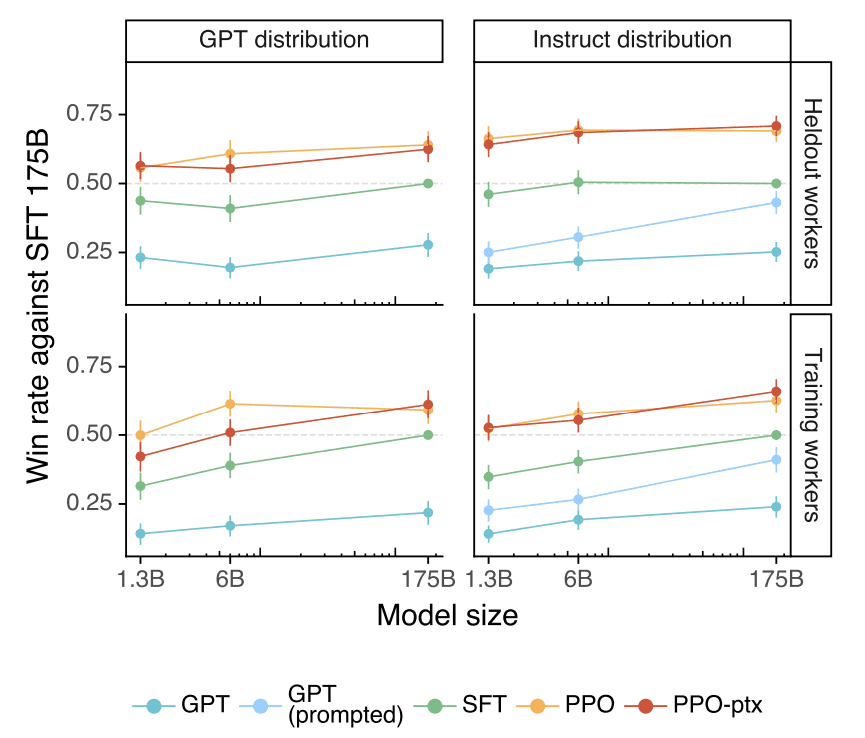 GPT distribution
Instruct distribution
Win rate against SFT 175B
0.75
0.50
0.25
Heldout workers
0.75
0.50
0.25
Training workers
1.3B
6B
175B
1.3B
6B
175B
Model size
GPT
GPT
(prompted)
SFT
PPO
PPO-ptx